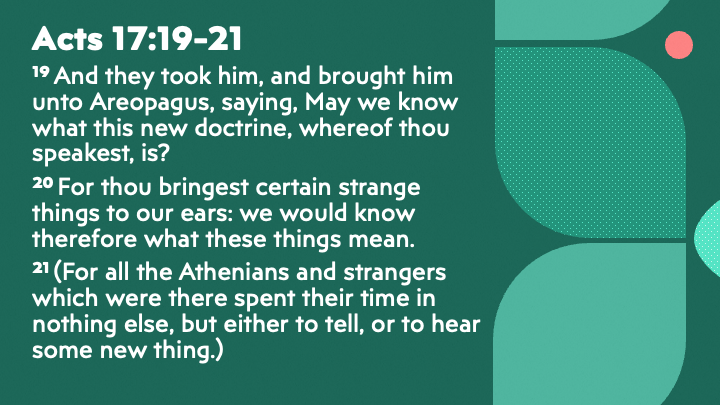 Acts 17:19-21
¹⁹ And they took him, and brought him
unto Areopagus, saying, May we know
what this new doctrine, whereof thou
speakest, is?
²⁰ For thou bringest certain strange
things to our ears: we would know
therefore what these things mean.
²¹ (For all the Athenians and strangers
which were there spent their time in
nothing else, but either to tell, or to hear
some new thing.)